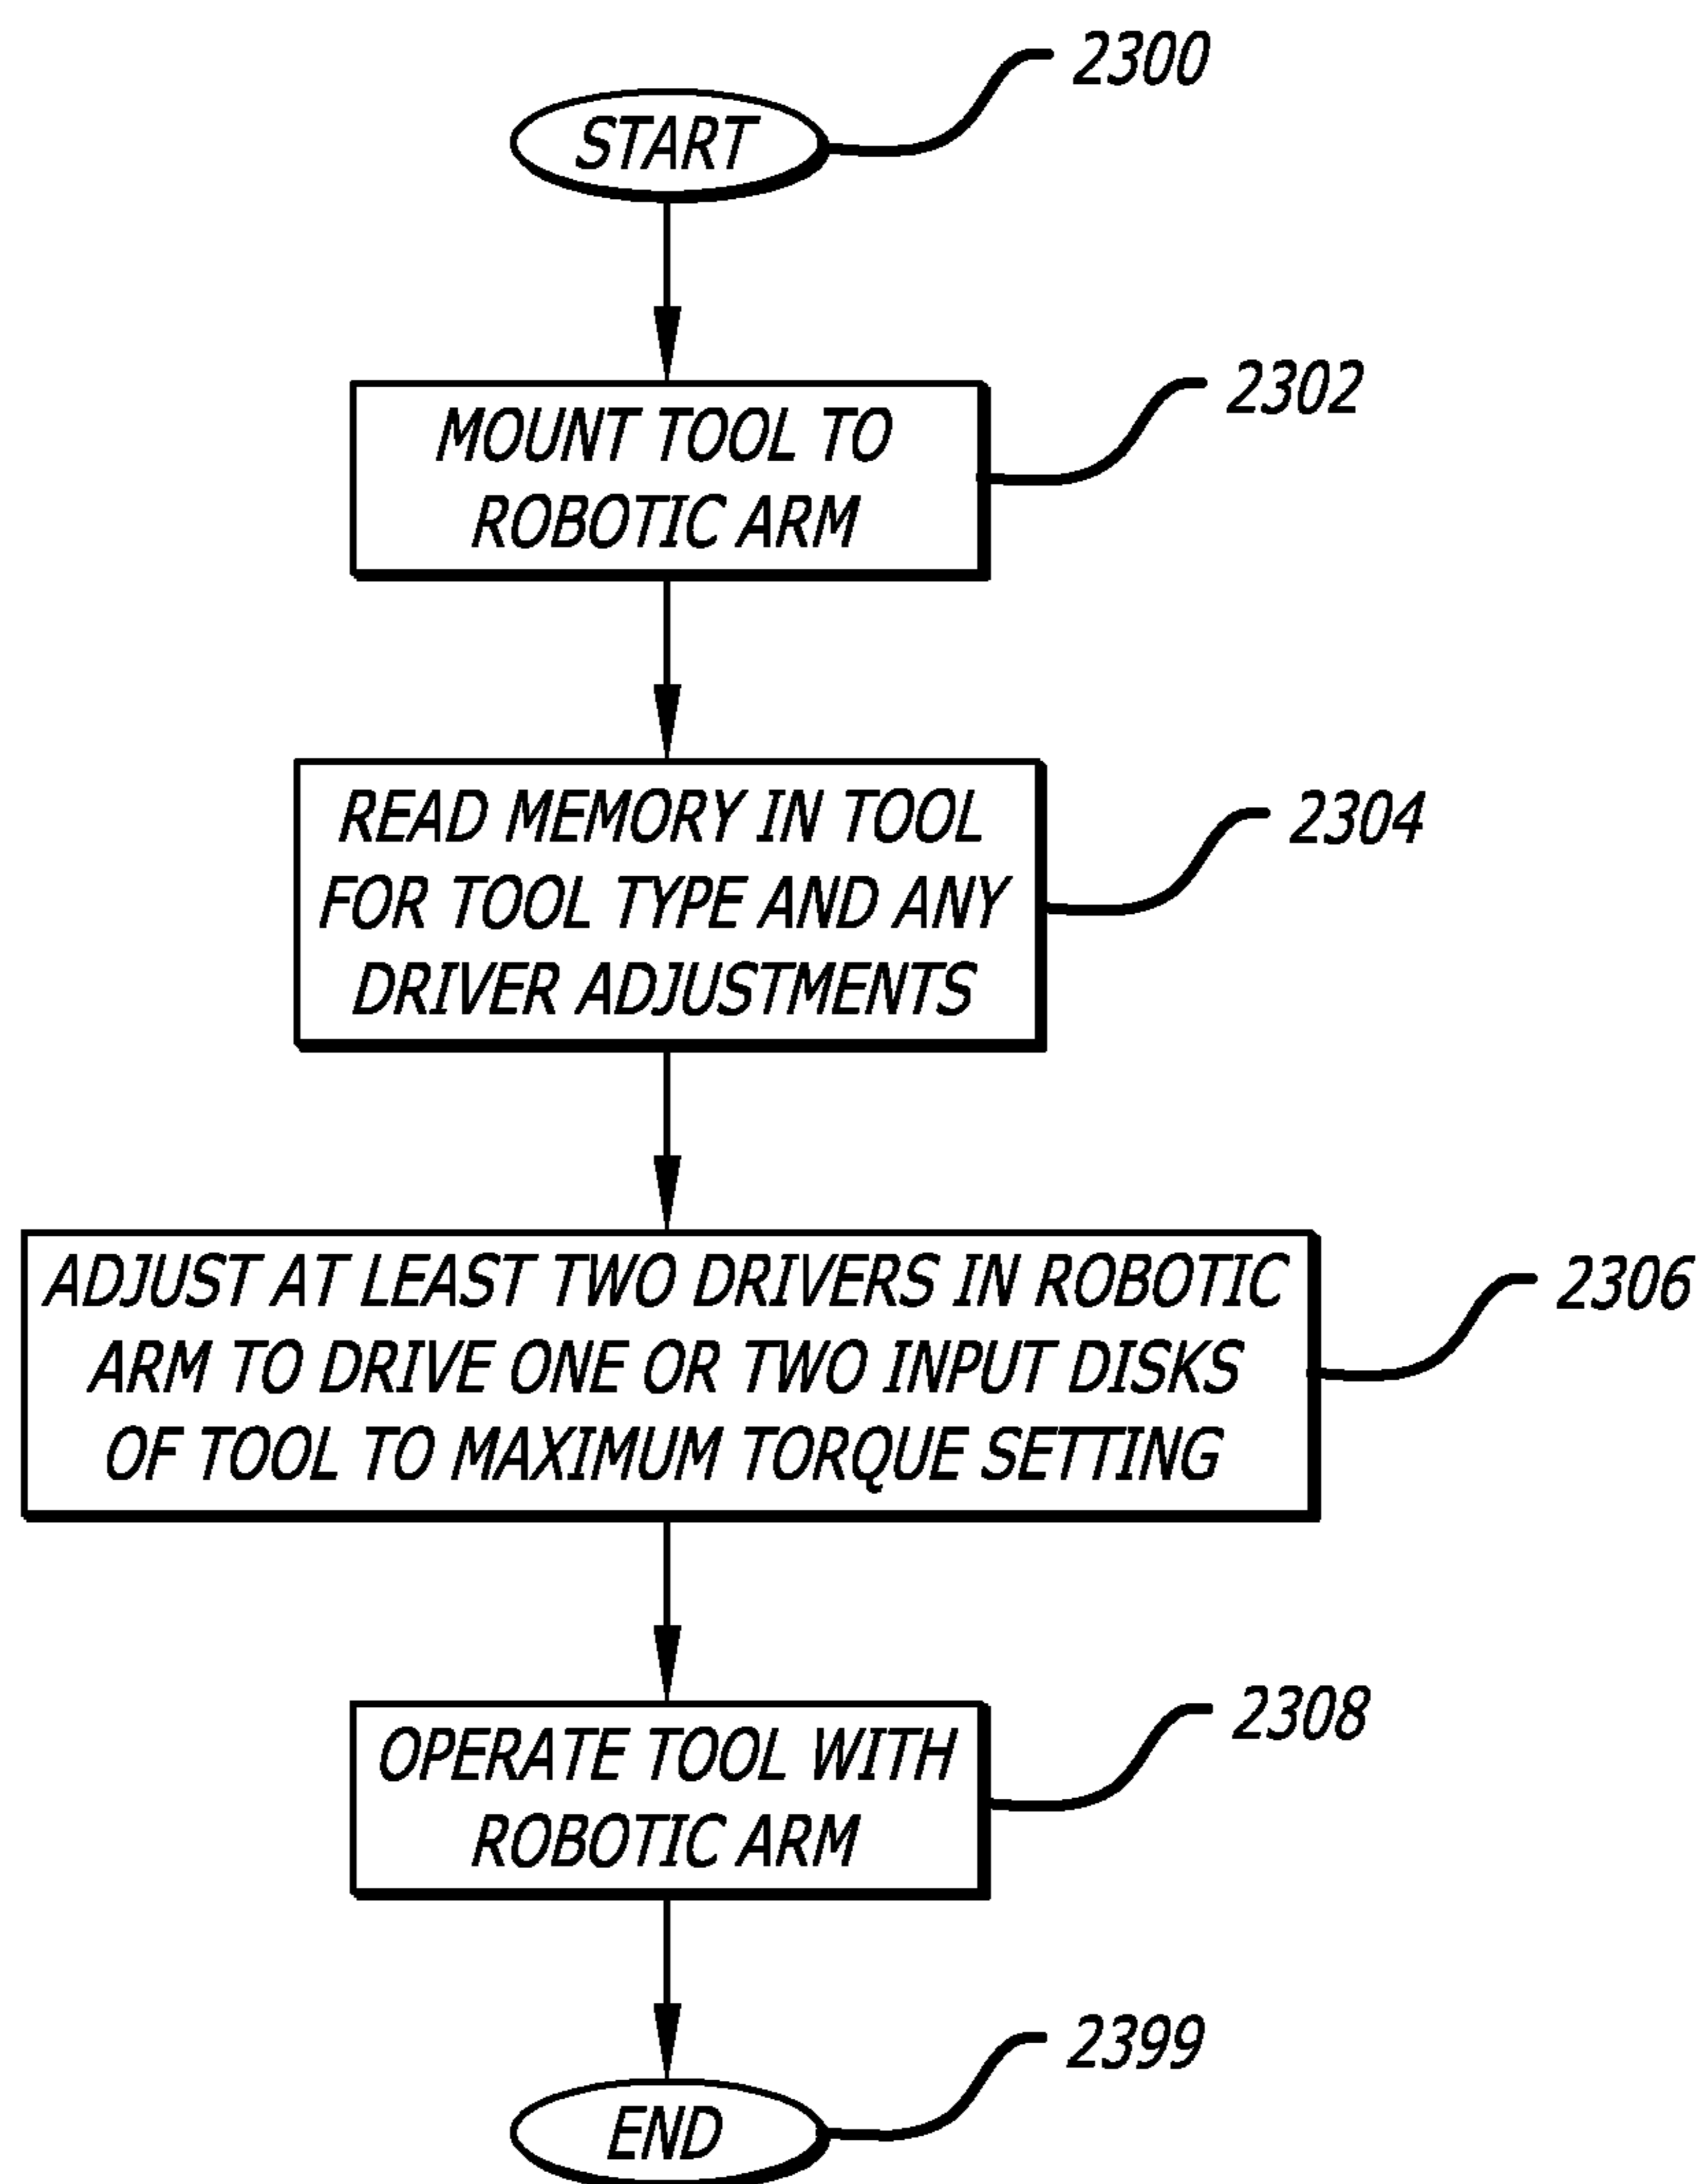 2300
START
2302
MOUNT TOOL TO
ROBOTIC ARM
2304
READ MEMORY IN TOOL
FOR TOOL TYPE AND ANY
DRIVER ADJUSTMENTS
2306
ADJUST AT LEAST TWO DRIVERS IN ROBOTIC
ARM TO DRIVE ONE OR TWO INPUT DISKS
OF TOOL TO MAXIMUM TORQUE SETTING
2308
OPERATE TOOL WITH
ROBOTIC ARM
2399
END